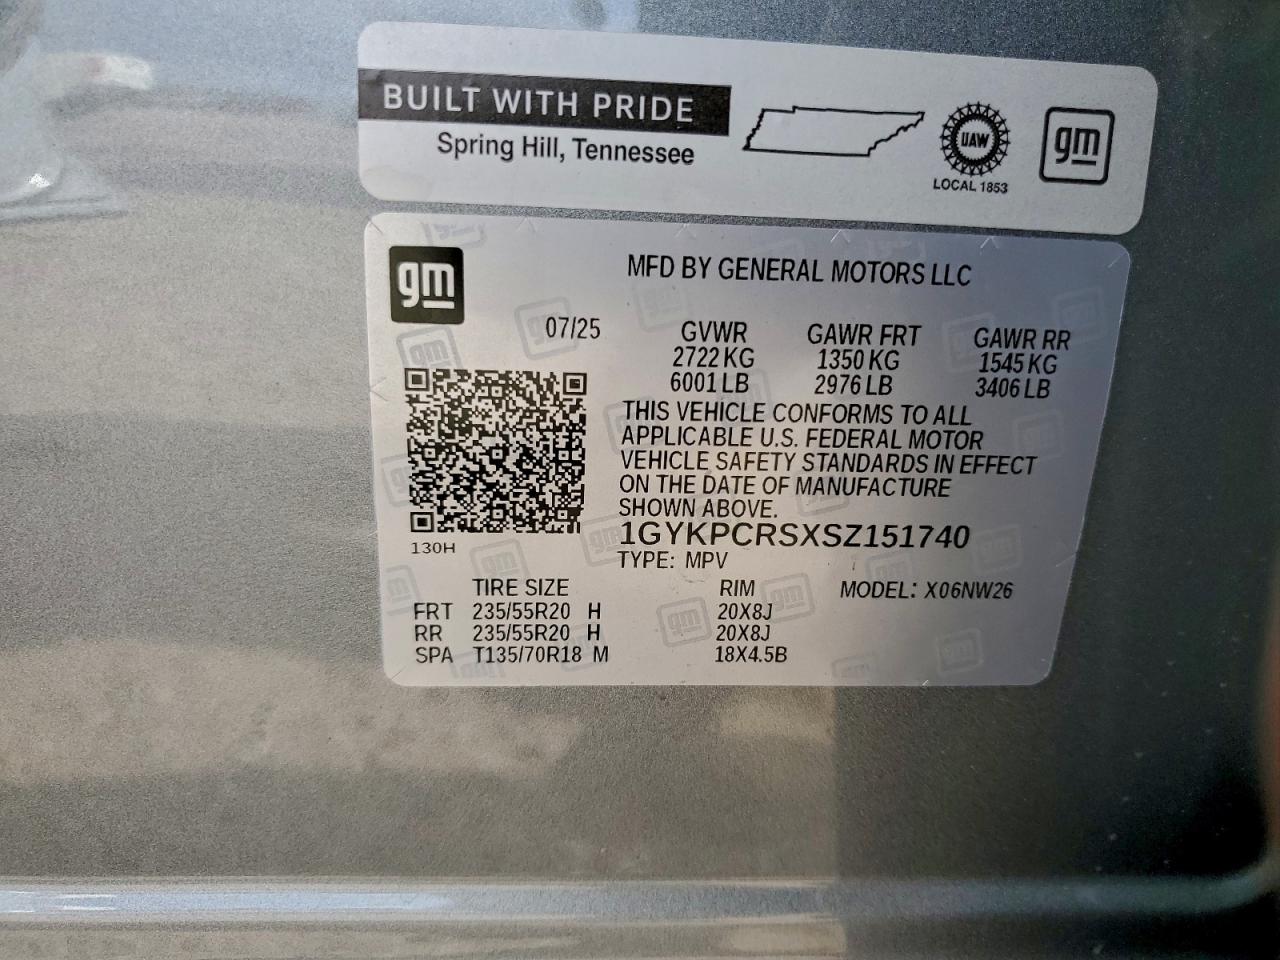 BUILT WITH PRIDE
Spring Hill, Tennessee
UAW
LOCAL 1853
gm
gm
MFD BY GENERAL MOTORS LLC
07/25
GVWR GAWR FRT GAWR RR
2722 KG 1350 KG 1545 KG
6001 LB 2976 LB 3406 LB
THIS VEHICLE CONFORMS TO ALL
APPLICABLE U.S. FEDERAL MOTOR
VEHICLE SAFETY STANDARDS IN EFFECT
ON THE DATE OF MANUFACTURE
SHOWN ABOVE.
1GYKPCRSXSZ151740
130H
TYPE: MPV
TIRE SIZE RIM MODEL: X06NW26
FRT 235/55R20 H 20X8J
RR 235/55R20 H 20X8J
SPA T135/70R18 M 18X4.5B